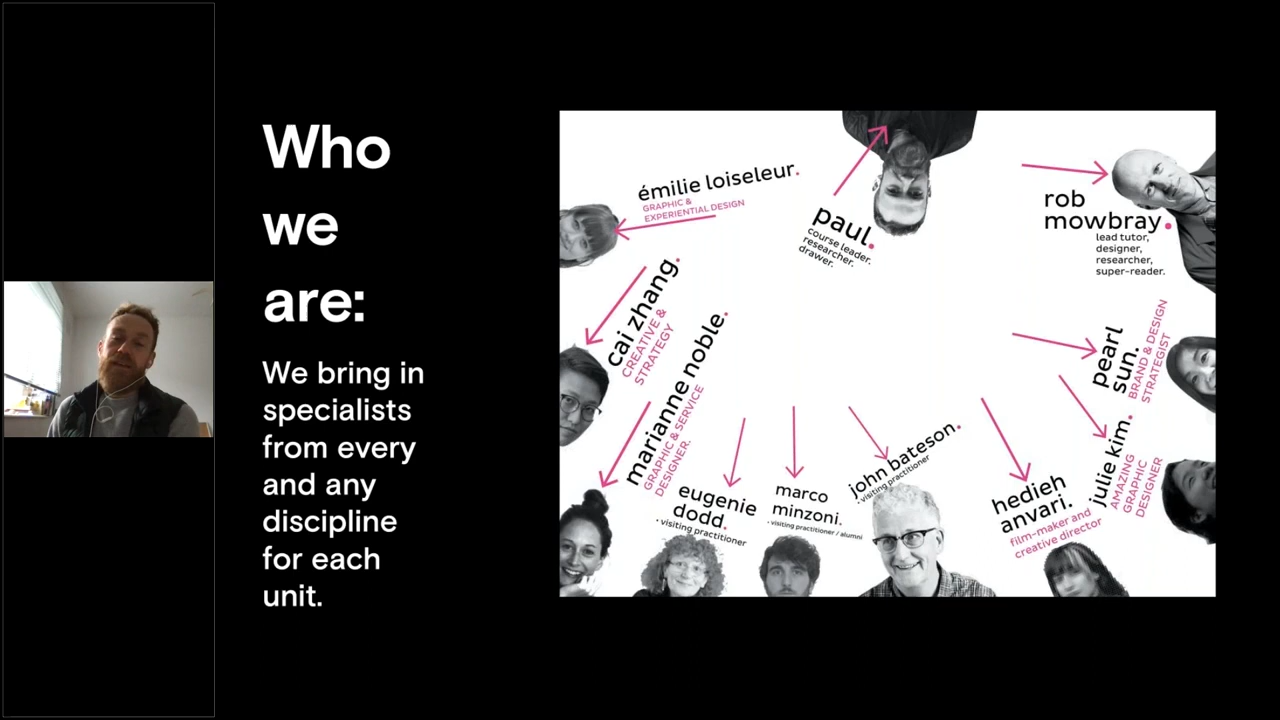 Who
we
are:
We bring in
specialists
from every
and any
discipline
for each
unit.
émilie loiseleur.
GRAPHIC &
EXPERIENTIAL DESIGN
paul.
course leader.
researcher.
drawer.
rob
mowbray.
lead tutor,
designer,
researcher,
super-reader.
cai zhang.
CREATIVE &
STRATEGY
marianne noble.
GRAPHIC & SERVICE
DESIGNER.
eugenie
dodd.
• visiting practitioner
marco
minzoni.
• visiting practitioner / alumni
john bateson.
• visiting practitioner
hedieh
anvari.
film-maker and
creative director
julie kim.
AMAZING
GRAPHIC
DESIGNER
pearl
sun.
BRAND & DESIGN
STRATEGIST